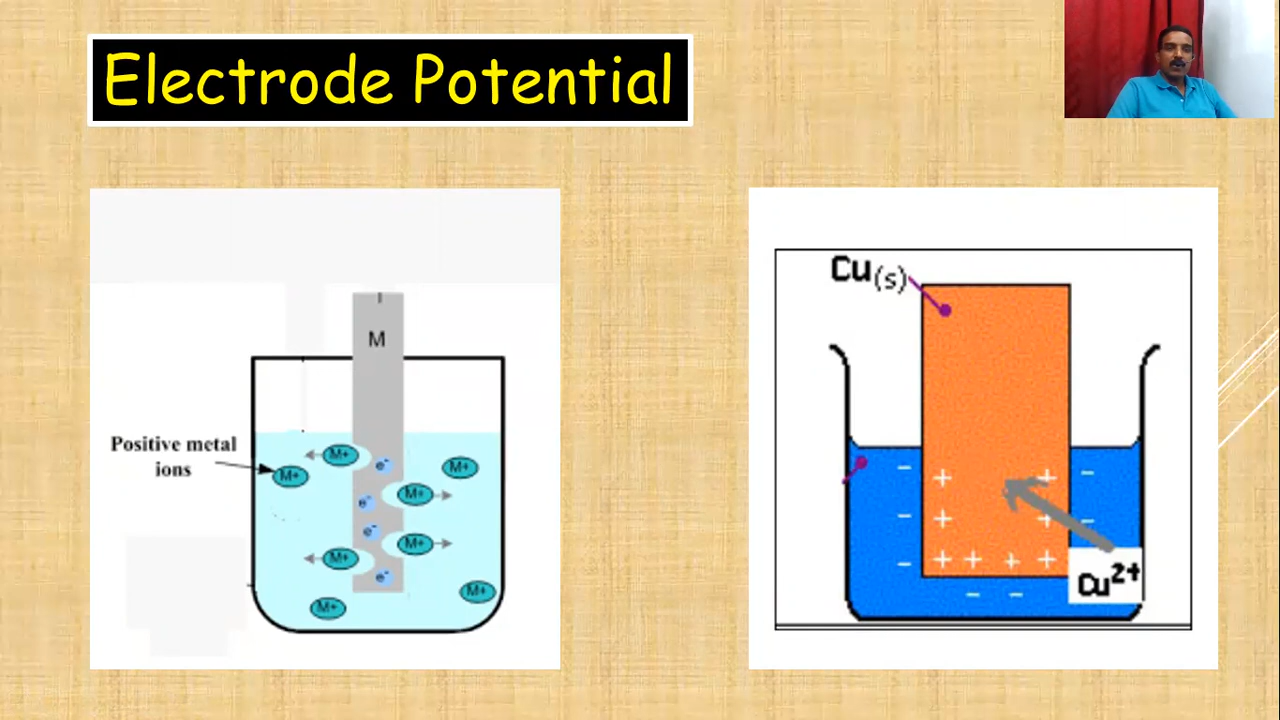 Electrode Potential
M
Positive metal
ions
M+
M+
M+
M+
M+
M+
M+
M+
e-
e-
e-
e-
Cu(s)
Cu2+